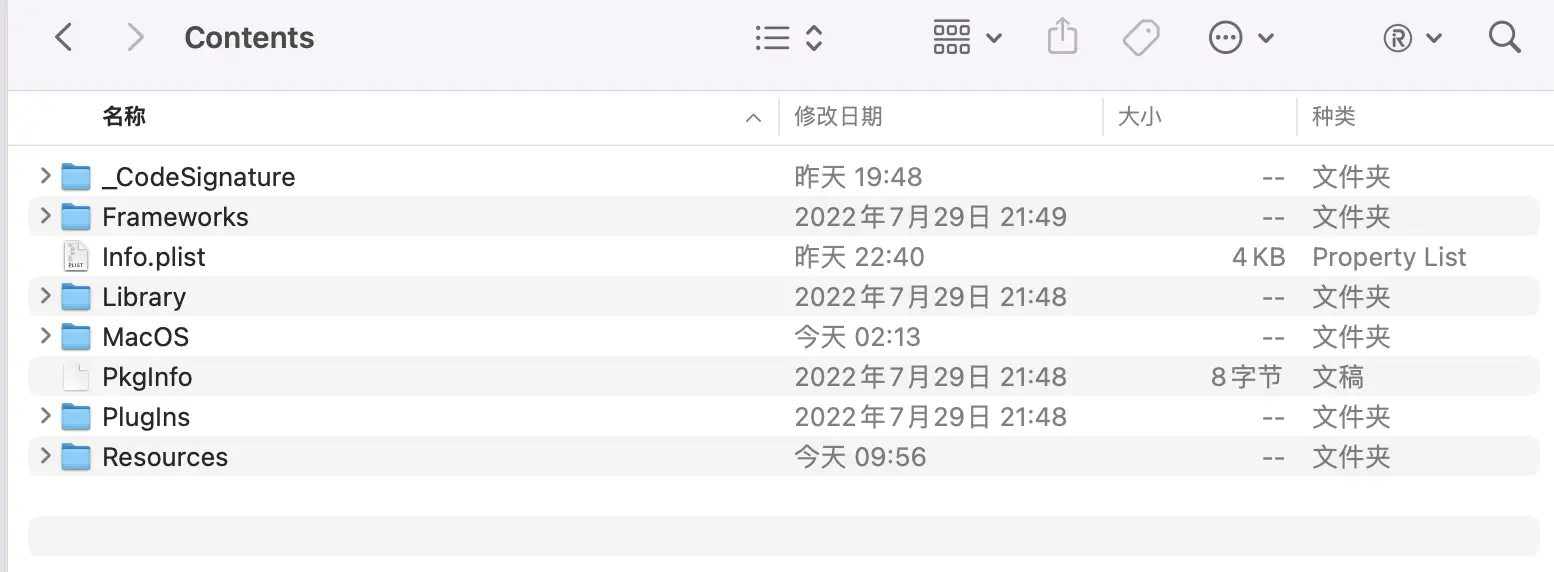 Contents
名称 修改日期 大小 种类
_CodeSignature 昨天 19:48 -- 文件夹
Frameworks 2022年7月29日 21:49 -- 文件夹
Info.plist 昨天 22:40 4 KB Property List
Library 2022年7月29日 21:48 -- 文件夹
MacOS 今天 02:13 -- 文件夹
PkgInfo 2022年7月29日 21:48 8字节 文稿
PlugIns 2022年7月29日 21:48 -- 文件夹
Resources 今天 09:56 -- 文件夹